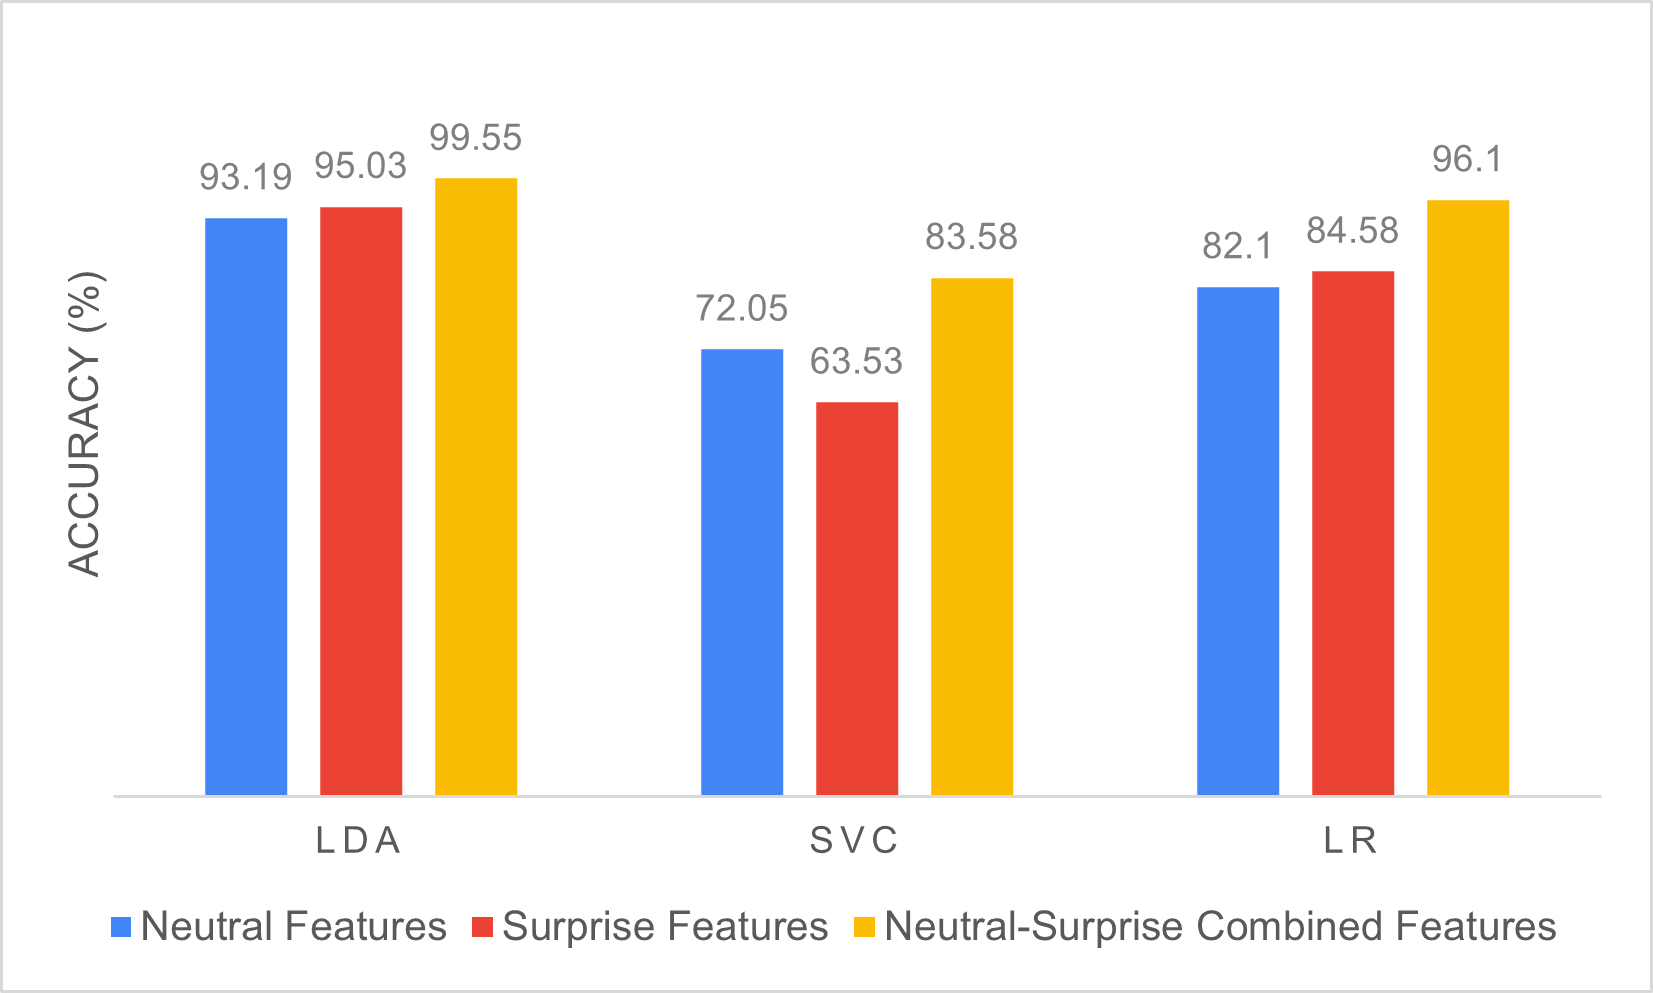 99.55
93.19
95.03
96.1
83.58
82.1
84.58
72.05
63.53
ACCURACY (%)
LDA
SVC
LR
Neutral Features
Surprise Features
Neutral-Surprise Combined Features